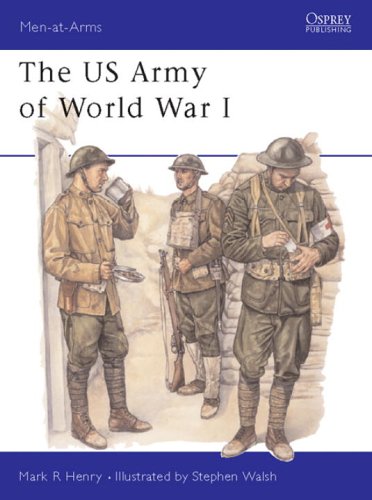 Men-at-Arms
OSPREY
PUBLISHING
The US Army
of World War I
Mark R Henry • Illustrated by Stephen Walsh